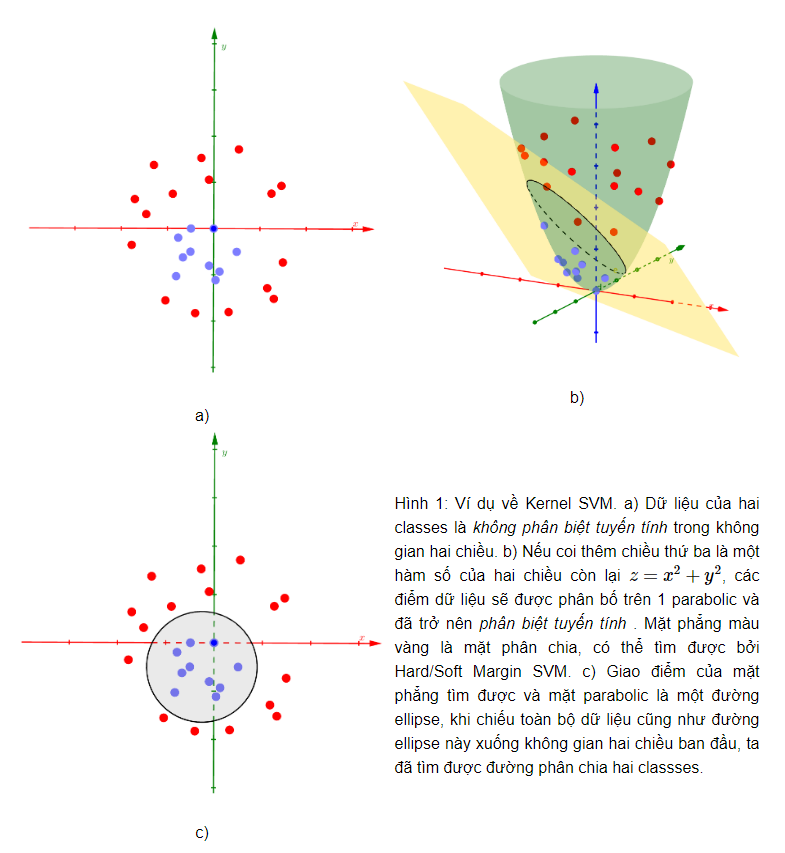 y
x
a)
y
x
b)
y
x
c)
Hình 1: Ví dụ về Kernel SVM. a) Dữ liệu của hai
classes là không phân biệt tuyến tính trong không
gian hai chiều. b) Nếu coi thêm chiều thứ ba là một
hàm số của hai chiều còn lại z = x² + y², các
điểm dữ liệu sẽ được phân bố trên 1 parabolic và
đã trở nên phân biệt tuyến tính . Mặt phẳng màu
vàng là mặt phân chia, có thể tìm được bởi
Hard/Soft Margin SVM. c) Giao điểm của mặt
phẳng tìm được và mặt parabolic là một đường
ellipse, khi chiếu toàn bộ dữ liệu cũng như đường
ellipse này xuống không gian hai chiều ban đầu, ta
đã tìm được đường phân chia hai classses.